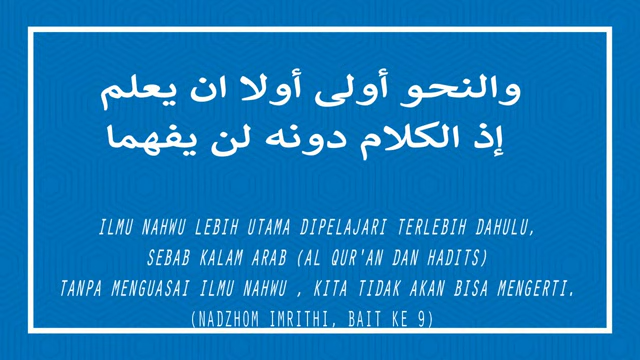 والنحو أولى أولا ان يعلم
إذ الكلام دونه لن يفهما
ILMU NAHWU LEBIH UTAMA DIPELAJARI TERLEBIH DAHULU,
SEBAB KALAM ARAB (AL QUR'AN DAN HADITS)
TANPA MENGUASAI ILMU NAHWU , KITA TIDAK AKAN BISA MENGERTI.
(NADZHOM IMRITHI, BAIT KE 9)